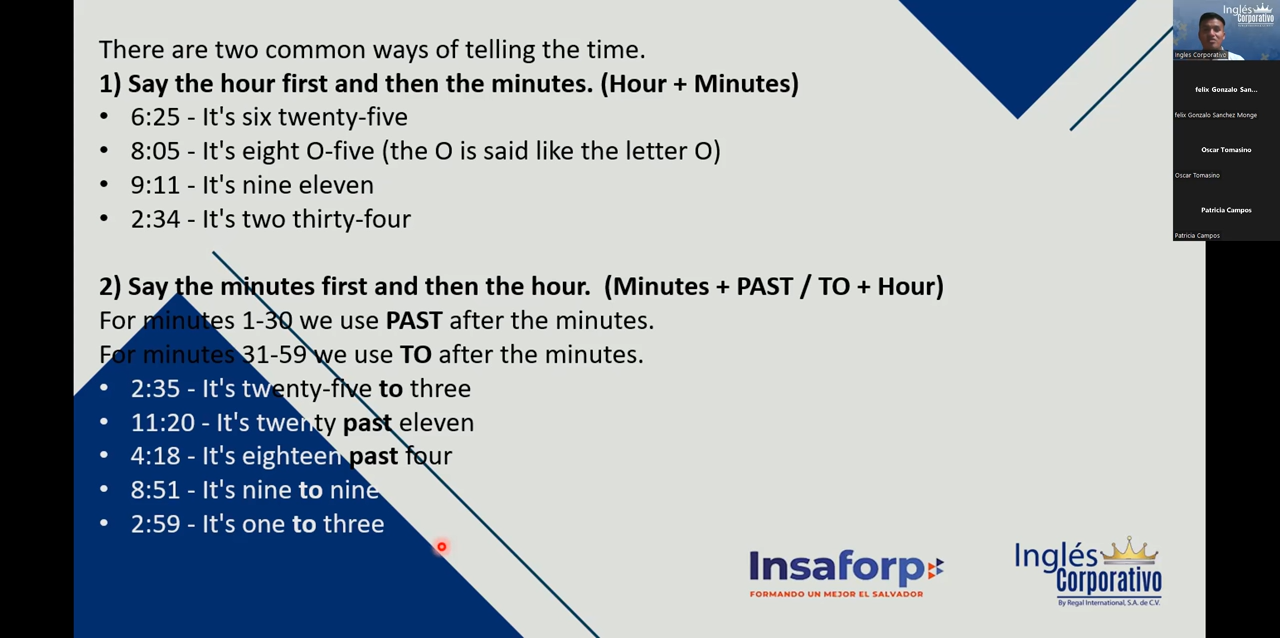 There are two common ways of telling the time.
1) Say the hour first and then the minutes. (Hour + Minutes)
• 6:25 - It's six twenty-five
• 8:05 - It's eight O-five (the O is said like the letter O)
• 9:11 - It's nine eleven
• 2:34 - It's two thirty-four
2) Say the minutes first and then the hour. (Minutes + PAST / TO + Hour)
For minutes 1-30 we use PAST after the minutes.
For minutes 31-59 we use TO after the minutes.
• 2:35 - It's twenty-five to three
• 11:20 - It's twenty past eleven
• 4:18 - It's eighteen past four
• 8:51 - It's nine to nine
• 2:59 - It's one to three
Insaforp
FORMANDO UN MEJOR EL SALVADOR
Inglés
Corporativo
By Regal International, S.A. de C.V.
Inglés
Corporativo
Inglés Corporativo
felix Gonzalo San...
felix Gonzalo Sanchez Monge
Oscar Tomasino
Oscar Tomasino
Patricia Campos
Patricia Campos